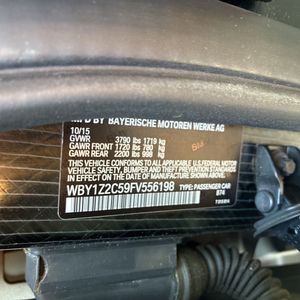 MFD BY BAYERISCHE MOTOREN WERKE AG
10/15
GVWR 3790 lbs 1719 kg
GAWR FRONT 1720 lbs 780 kg
GAWR REAR 2200 lbs 998 kg
THIS VEHICLE CONFORMS TO ALL APPLICABLE
FEDERAL MOTOR VEHICLE SAFETY,
BUMPER, AND THEFT PREVENTION STANDARDS
IN EFFECT ON THE DATE OF MANUFACTURE
SHOWN ABOVE.
WBY1Z2C59FV556198 TYPE: PASSENGER CAR
B74